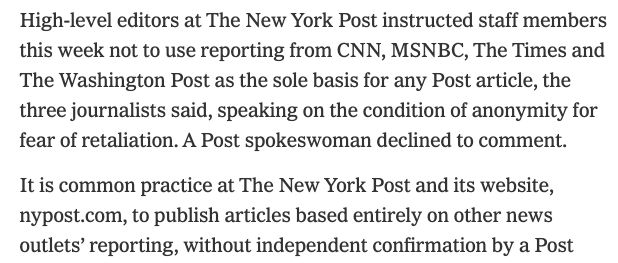 High-level editors at The New York Post instructed staff members
this week not to use reporting from CNN, MSNBC, The Times and
The Washington Post as the sole basis for any Post article, the
three journalists said, speaking on the condition of anonymity for
fear of retaliation. A Post spokeswoman declined to comment.
It is common practice at The New York Post and its website,
nypost.com, to publish articles based entirely on other news
outlets’ reporting, without independent confirmation by a Post